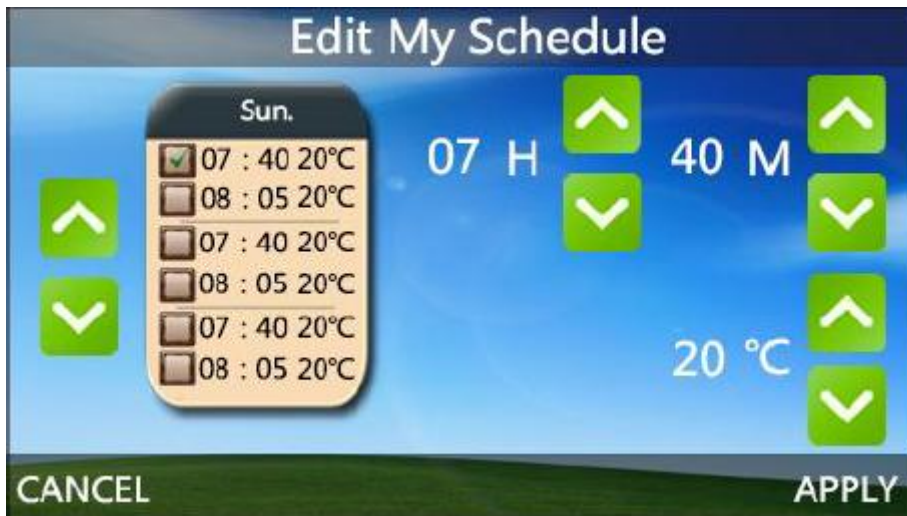 Edit My Schedule
Sun.
07 : 40 20℃
08 : 05 20℃
07 : 40 20℃
08 : 05 20℃
07 : 40 20℃
08 : 05 20℃
07 H
40 M
20 ℃
CANCEL
APPLY